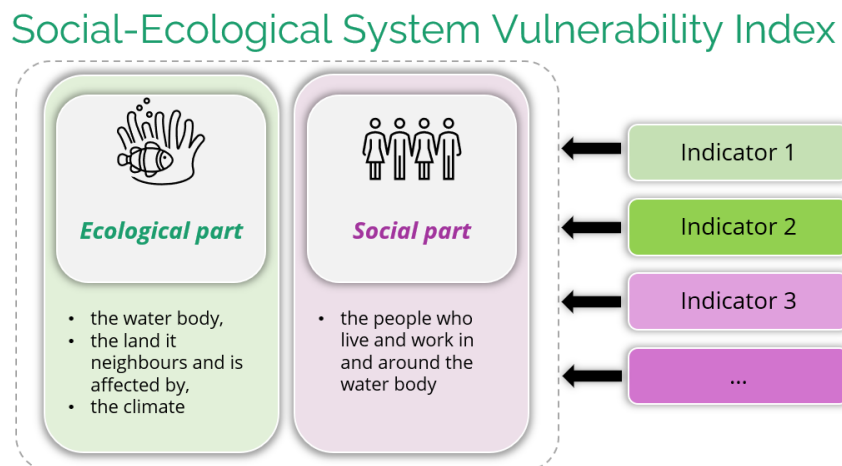 Social-Ecological System Vulnerability Index
Ecological part
• the water body,
• the land it
neighbours and is
affected by,
• the climate
Social part
• the people who
live and work in
and around the
water body
Indicator 1
Indicator 2
Indicator 3
...